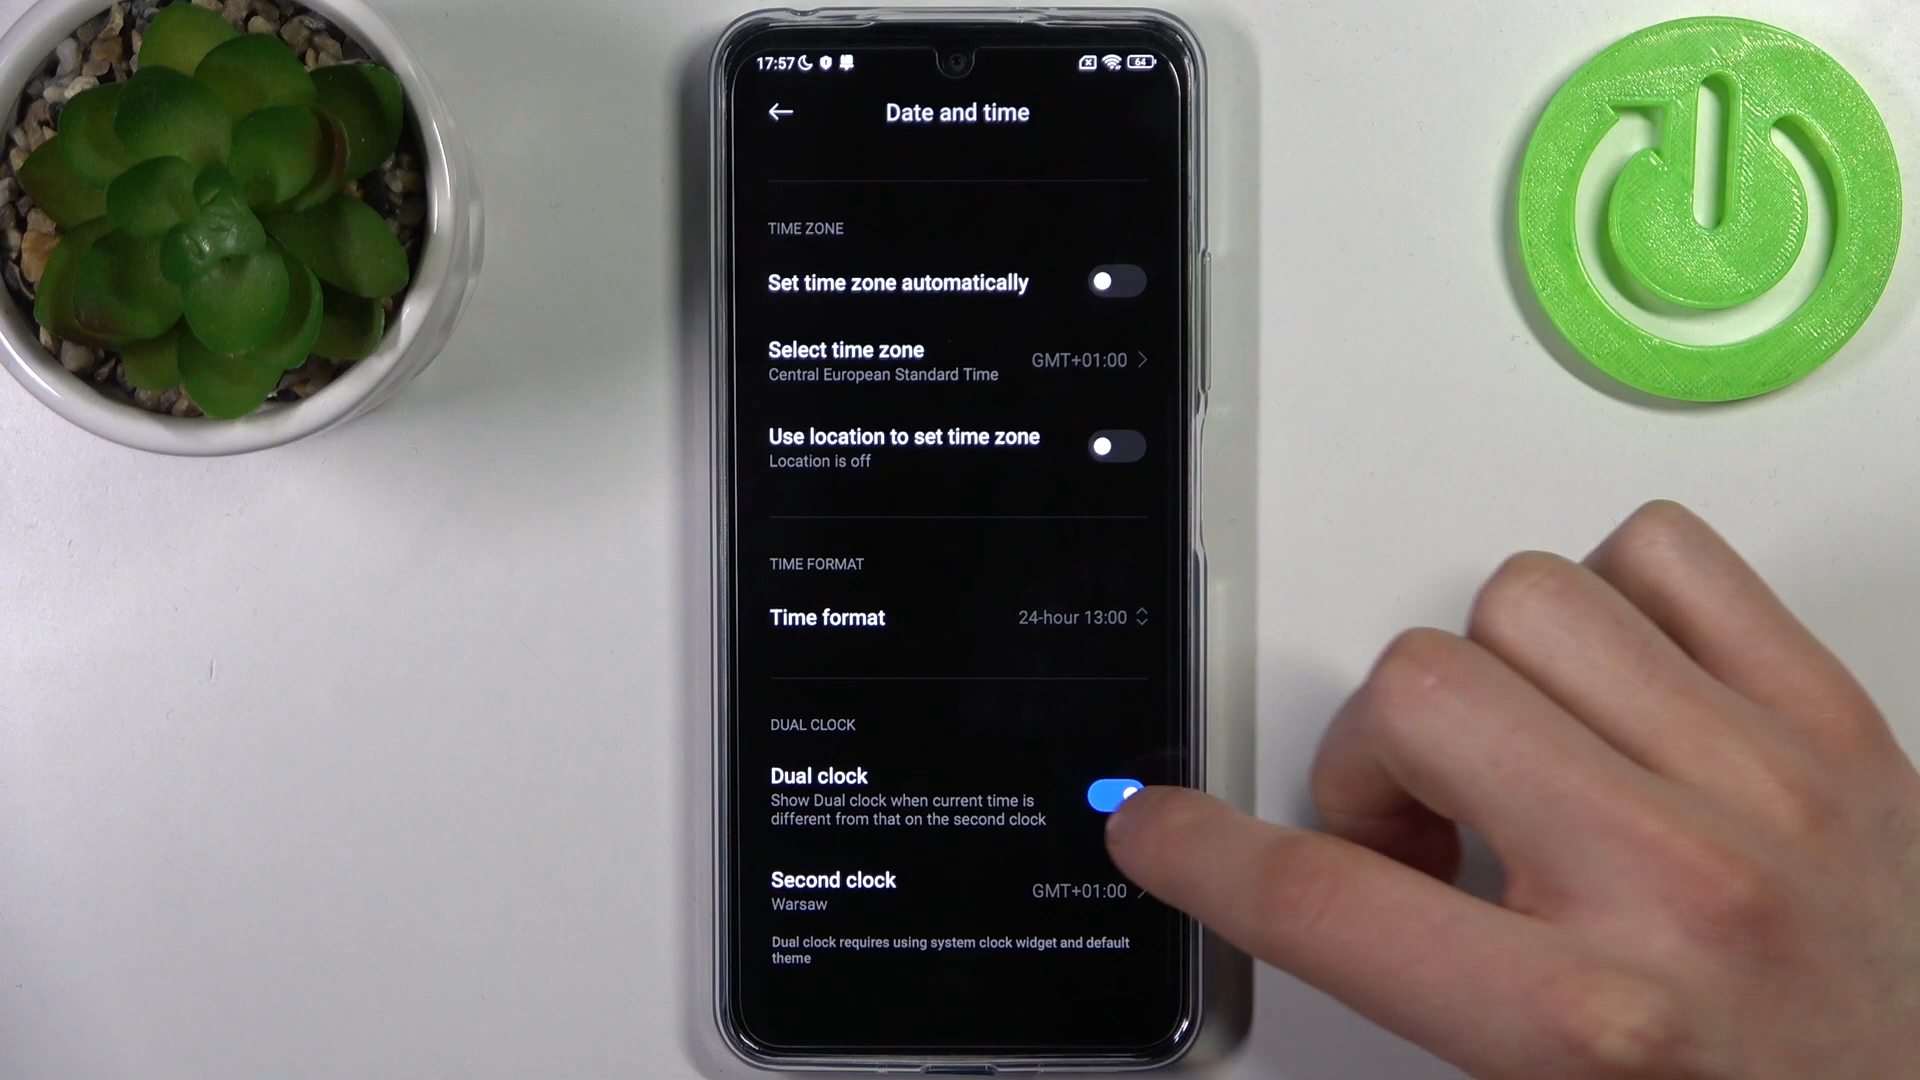 17:57 64
Date and time
TIME ZONE
Set time zone automatically
Select time zone
Central European Standard Time
GMT+01:00
Use location to set time zone
Location is off
TIME FORMAT
Time format 24-hour 13:00
DUAL CLOCK
Dual clock
Show Dual clock when current time is
different from that on the second clock
Second clock
Warsaw
GMT+01:00
Dual clock requires using system clock widget and default
theme